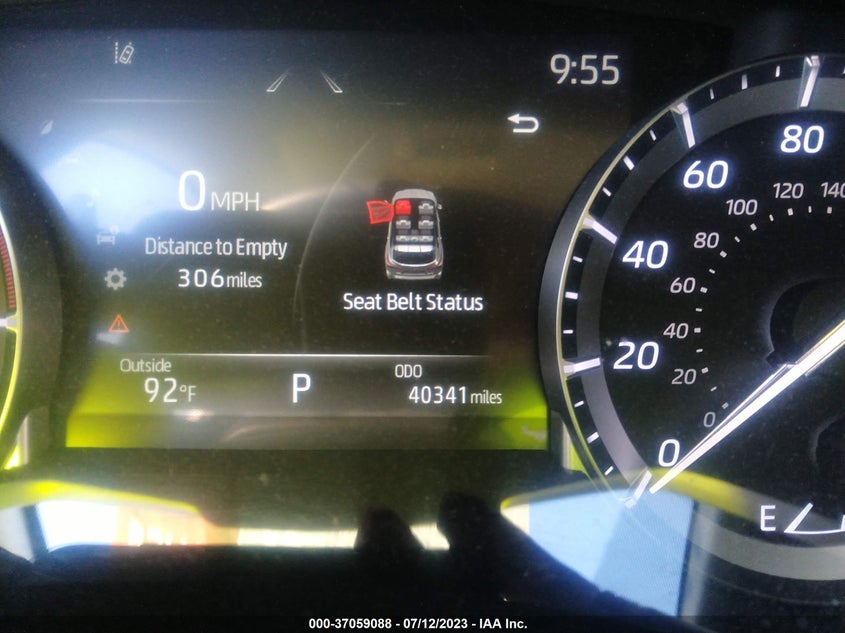 9:55
0 MPH
Distance to Empty
306 miles
Seat Belt Status
Outside
92°F
P
ODO
40341 miles
80
60
40
20
0
140
120
100
80
60
40
20
0
E
000-37059088 - 07/12/2023 - IAA Inc.